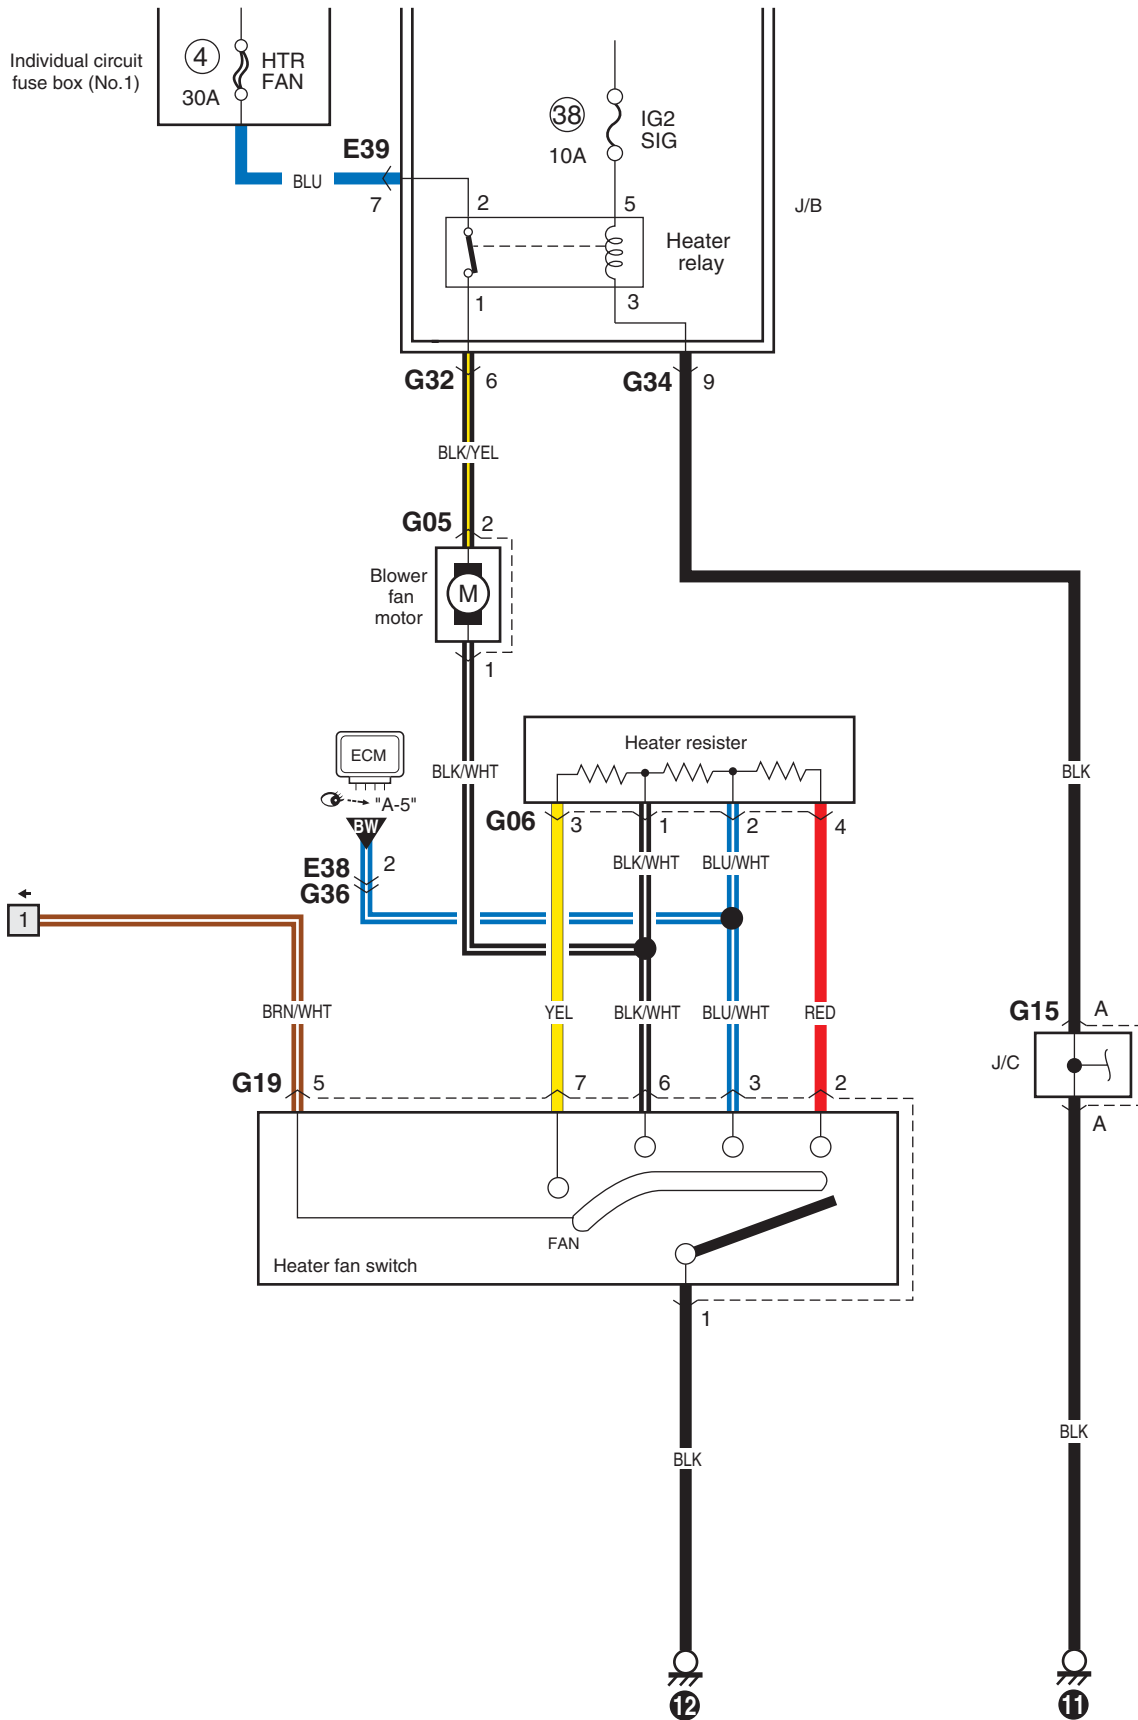 Individual circuit
fuse box (No.1)
4
30A
HTR
FAN
38
10A
IG2
SIG
E39
BLU
7
2
5
J/B
Heater
relay
1
3
G32
6
G34
9
BLK/YEL
G05
2
Blower
fan
motor
M
1
ECM
"A-5"
BW
BLK/WHT
Heater resister
BLK
G06
3
1
2
4
E38
G36
2
BLK/WHT
BLU/WHT
1
BRN/WHT
YEL
BLK/WHT
BLU/WHT
RED
G15
A
J/C
A
G19
5
7
6
3
2
FAN
Heater fan switch
1
BLK
BLK
12
11